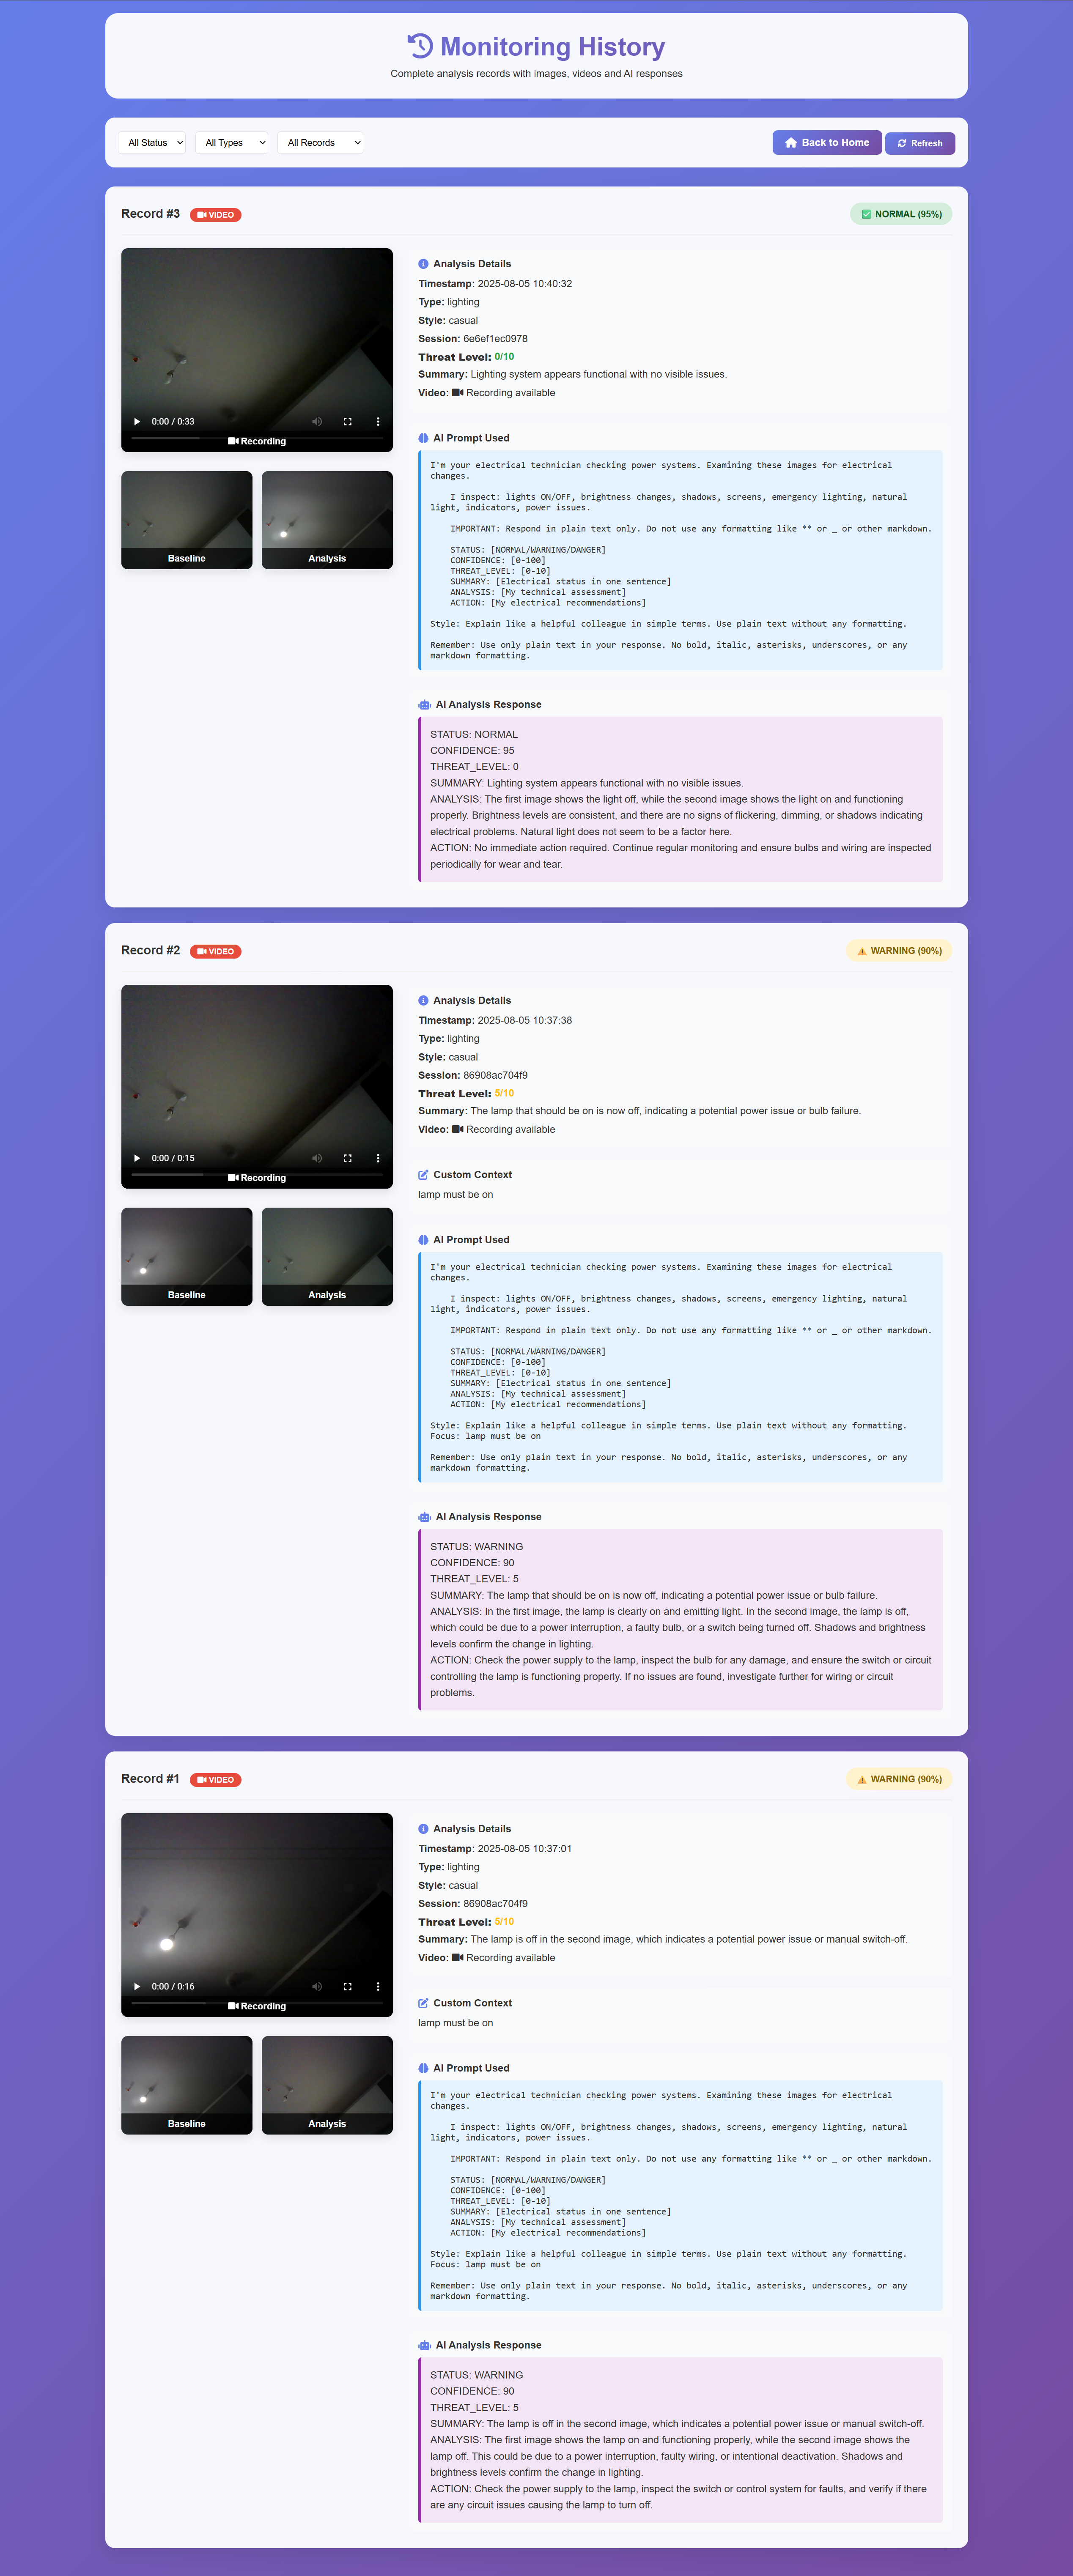 Monitoring History
Complete analysis records with images, videos and AI responses
All Status All Types All Records Back to Home Refresh
Record #3 VIDEO NORMAL (95%)
0:00 / 0:33
Recording
Baseline Analysis
Analysis Details
Timestamp: 2025-08-05 10:40:32
Type: lighting
Style: casual
Session: 6e6ef1ec0978
Threat Level: 0/10
Summary: Lighting system appears functional with no visible issues.
Video: Recording available
AI Prompt Used
I'm your electrical technician checking power systems. Examining these images for electrical
changes.
I inspect: lights ON/OFF, brightness changes, shadows, screens, emergency lighting, natural
light, indicators, power issues.
IMPORTANT: Respond in plain text only. Do not use any formatting like ** or _ or other markdown.
STATUS: [NORMAL/WARNING/DANGER]
CONFIDENCE: [0-100]
THREAT_LEVEL: [0-10]
SUMMARY: [Electrical status in one sentence]
ANALYSIS: [My technical assessment]
ACTION: [My electrical recommendations]
Style: Explain like a helpful colleague in simple terms. Use plain text without any formatting.
Remember: Use only plain text in your response. No bold, italic, asterisks, underscores, or any
markdown formatting.
AI Analysis Response
STATUS: NORMAL
CONFIDENCE: 95
THREAT_LEVEL: 0
SUMMARY: Lighting system appears functional with no visible issues.
ANALYSIS: The first image shows the light off, while the second image shows the light on and functioning
properly. Brightness levels are consistent, and there are no signs of flickering, dimming, or shadows indicating
electrical problems. Natural light does not seem to be a factor here.
ACTION: No immediate action required. Continue regular monitoring and ensure bulbs and wiring are inspected
periodically for wear and tear.
Record #2 VIDEO WARNING (90%)
0:00 / 0:15
Recording
Baseline Analysis
Analysis Details
Timestamp: 2025-08-05 10:37:38
Type: lighting
Style: casual
Session: 86908ac704f9
Threat Level: 5/10
Summary: The lamp that should be on is now off, indicating a potential power issue or bulb failure.
Video: Recording available
Custom Context
lamp must be on
AI Prompt Used
I'm your electrical technician checking power systems. Examining these images for electrical
changes.
I inspect: lights ON/OFF, brightness changes, shadows, screens, emergency lighting, natural
light, indicators, power issues.
IMPORTANT: Respond in plain text only. Do not use any formatting like ** or _ or other markdown.
STATUS: [NORMAL/WARNING/DANGER]
CONFIDENCE: [0-100]
THREAT_LEVEL: [0-10]
SUMMARY: [Electrical status in one sentence]
ANALYSIS: [My technical assessment]
ACTION: [My electrical recommendations]
Style: Explain like a helpful colleague in simple terms. Use plain text without any formatting.
Focus: lamp must be on
Remember: Use only plain text in your response. No bold, italic, asterisks, underscores, or any
markdown formatting.
AI Analysis Response
STATUS: WARNING
CONFIDENCE: 90
THREAT_LEVEL: 5
SUMMARY: The lamp that should be on is now off, indicating a potential power issue or bulb failure.
ANALYSIS: In the first image, the lamp is clearly on and emitting light. In the second image, the lamp is off,
which could be due to a power interruption, a faulty bulb, or a switch being turned off. Shadows and brightness
levels confirm the change in lighting.
ACTION: Check the power supply to the lamp, inspect the bulb for any damage, and ensure the switch or circuit
controlling the lamp is functioning properly. If no issues are found, investigate further for wiring or circuit
problems.
Record #1 VIDEO WARNING (90%)
0:00 / 0:16
Recording
Baseline Analysis
Analysis Details
Timestamp: 2025-08-05 10:37:01
Type: lighting
Style: casual
Session: 86908ac704f9
Threat Level: 5/10
Summary: The lamp is off in the second image, which indicates a potential power issue or manual switch-off.
Video: Recording available
Custom Context
lamp must be on
AI Prompt Used
I'm your electrical technician checking power systems. Examining these images for electrical
changes.
I inspect: lights ON/OFF, brightness changes, shadows, screens, emergency lighting, natural
light, indicators, power issues.
IMPORTANT: Respond in plain text only. Do not use any formatting like ** or _ or other markdown.
STATUS: [NORMAL/WARNING/DANGER]
CONFIDENCE: [0-100]
THREAT_LEVEL: [0-10]
SUMMARY: [Electrical status in one sentence]
ANALYSIS: [My technical assessment]
ACTION: [My electrical recommendations]
Style: Explain like a helpful colleague in simple terms. Use plain text without any formatting.
Focus: lamp must be on
Remember: Use only plain text in your response. No bold, italic, asterisks, underscores, or any
markdown formatting.
AI Analysis Response
STATUS: WARNING
CONFIDENCE: 90
THREAT_LEVEL: 5
SUMMARY: The lamp is off in the second image, which indicates a potential power issue or manual switch-off.
ANALYSIS: The first image shows the lamp on and functioning properly, while the second image shows the
lamp off. This could be due to a power interruption, faulty wiring, or intentional deactivation. Shadows and
brightness levels confirm the change in lighting.
ACTION: Check the power supply to the lamp, inspect the switch or control system for faults, and verify if there
are any circuit issues causing the lamp to turn off.